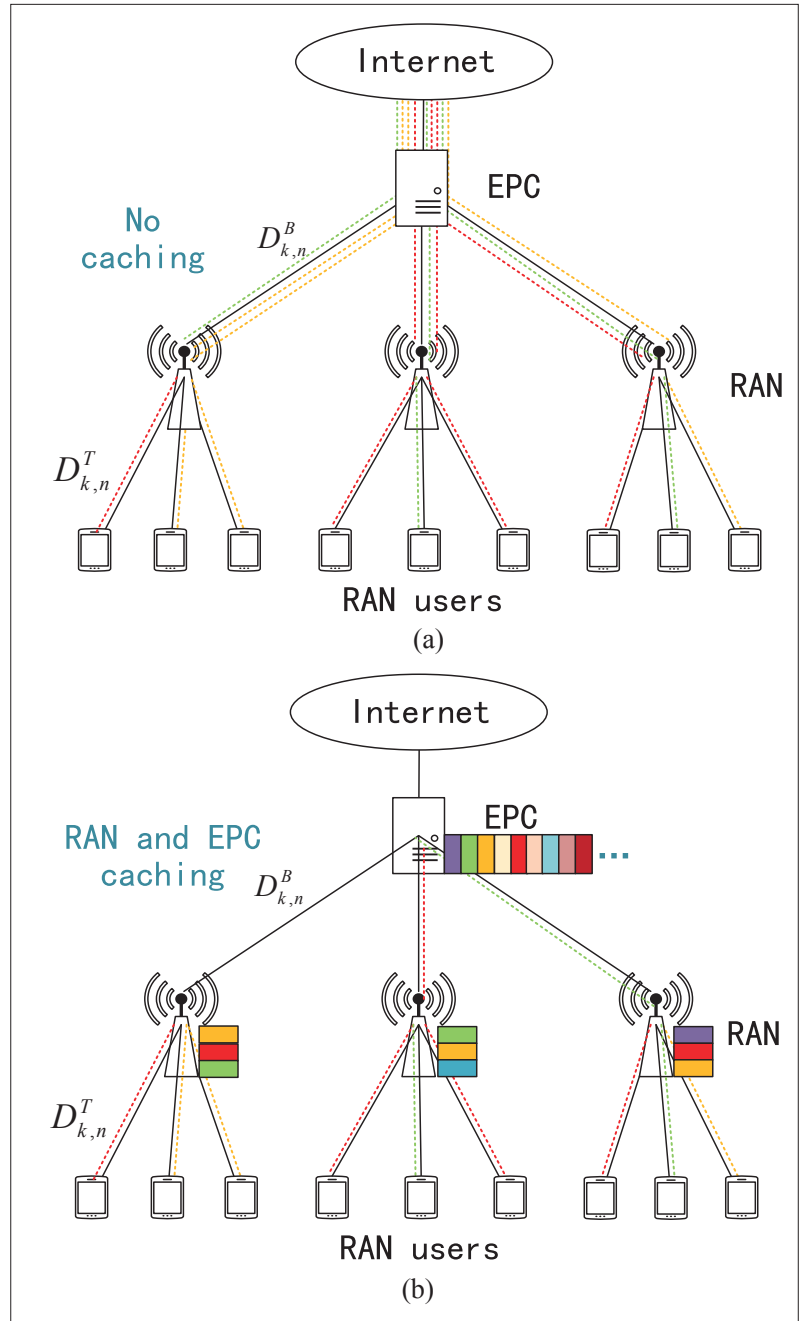 Internet
EPC
No
caching
D^B_{k,n}
RAN
D^T_{k,n}
RAN users
(a)
Internet
EPC
RAN and EPC
caching
...
D^B_{k,n}
RAN
D^T_{k,n}
RAN users
(b)